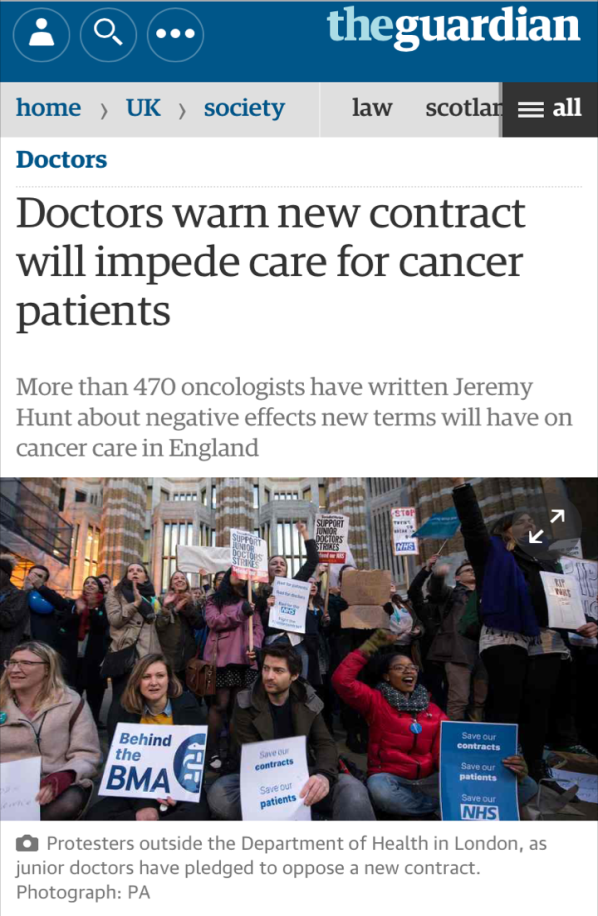 theguardian
home › UK › society law scotlan all
Doctors
Doctors warn new contract
will impede care for cancer
patients
More than 470 oncologists have written Jeremy
Hunt about negative effects new terms will have on
cancer care in England
SUPPORT
JUNIOR
DOCTORS'
STRIKES
SUPPORT
JUNIOR
DOCTORS'
STRIKES
STOP
NHS
NHS
Behind
the
BMA
Save our
contracts
Save our
patients
Save our
contracts
Save our
patients
Save our
NHS
Protesters outside the Department of Health in London, as
junior doctors have pledged to oppose a new contract.
Photograph: PA